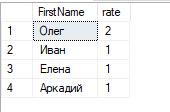 FirstName rate
1 Олег 2
2 Иван 1
3 Елена 1
4 Аркадий 1